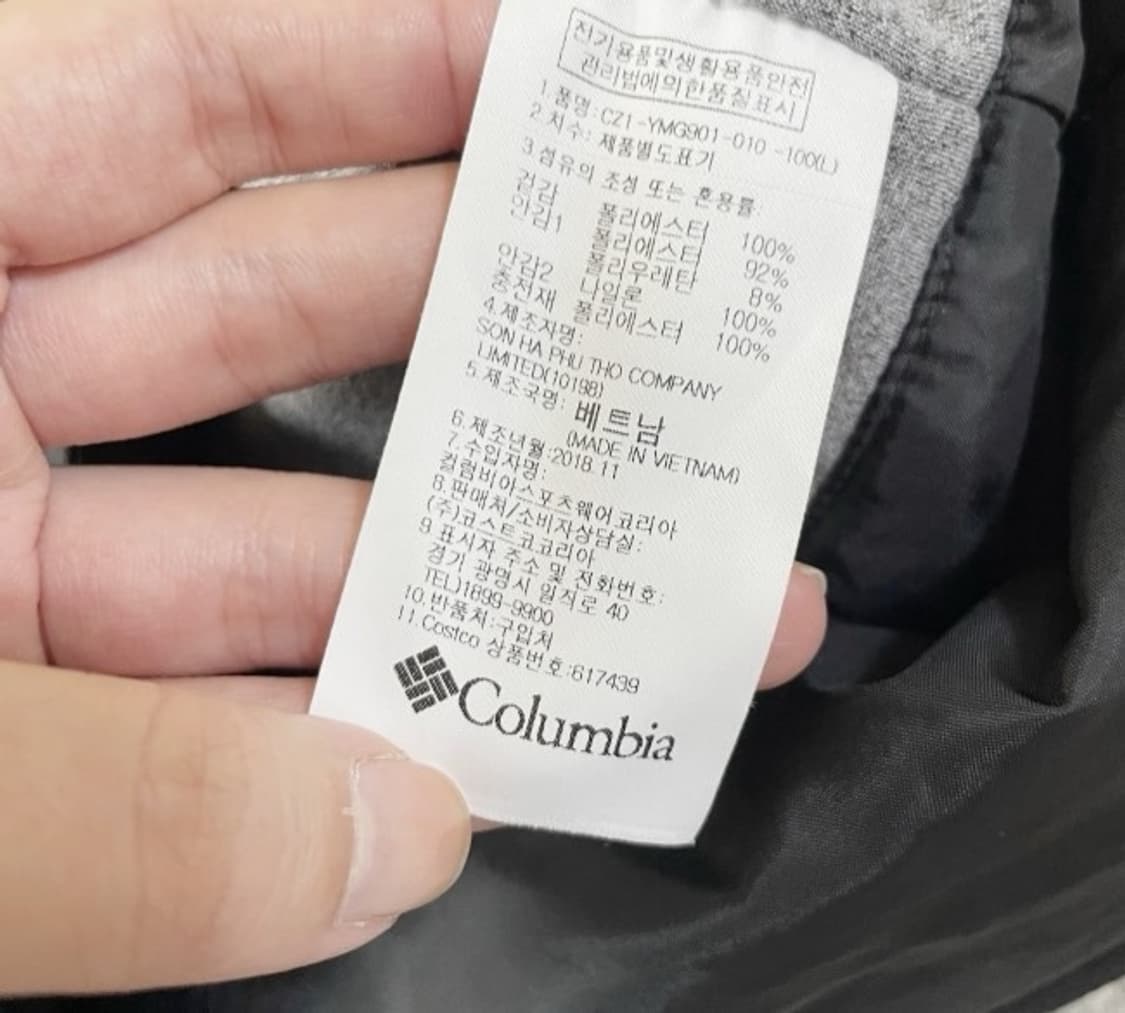 전기용품및생활용품안전
관리법에의한품질표시
1.품명:CZ1-YMG901-010 -100(L)
2 치수: 제품별도표기
3.섬유의 조성 또는 혼용률:
겉감 폴리에스터 100%
안감1 폴리에스터 92%
폴리우레탄 8%
안감2 나일론 100%
충전재 폴리에스터 100%
4.제조자명:
SON HA PHU THO COMPANY
LIMITED(10198)
5.제조국명: 베트남
(MADE IN VIETNAM)
6.제조년월:2018.11
7.수입자명:
컬럼비아스포츠웨어코리아
8.판매처/소비자상담실:
(주)코스트코코리아
9 표시자 주소 및 전화번호:
경기 광명시 일직로 40
TEL)1899-9900
10.반품처:구입처
11.Costco 상품번호:617499
Columbia